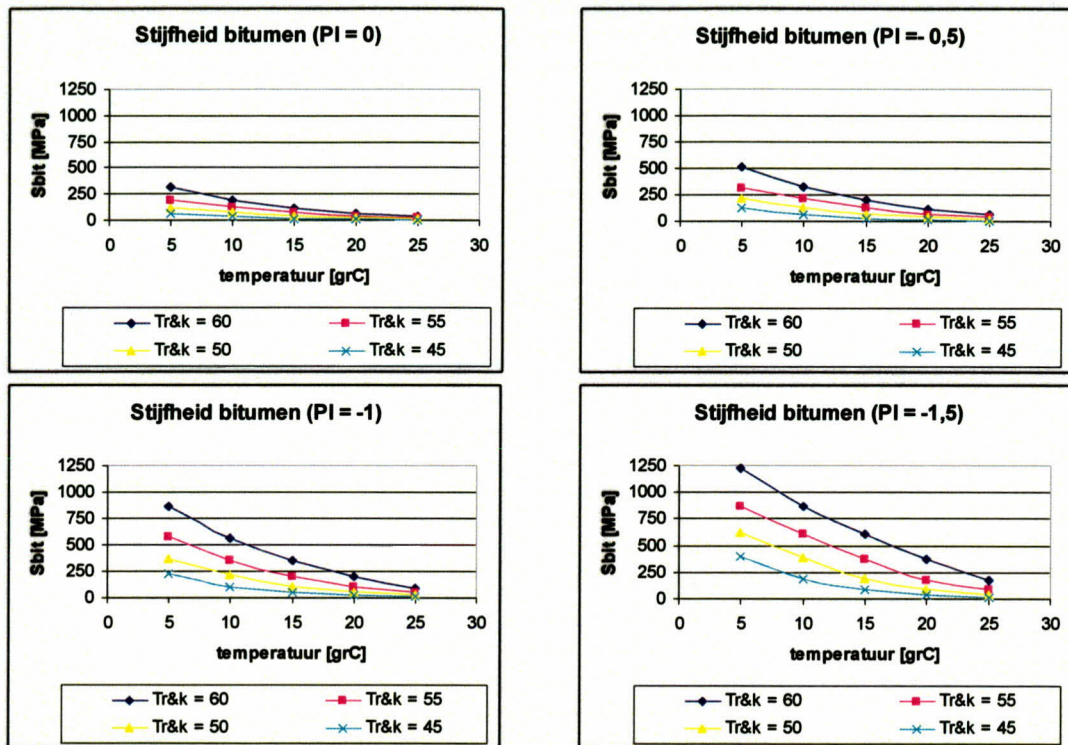 Stijfheid bitumen (PI = 0)
Sbit [MPa]
1250
1000
750
500
250
0
0 5 10 15 20 25 30
temperatuur [grC]
Tr&k = 60 Tr&k = 55
Tr&k = 50 Tr&k = 45
Stijfheid bitumen (PI =- 0,5)
Sbit [MPa]
1250
1000
750
500
250
0
0 5 10 15 20 25 30
temperatuur [grC]
Tr&k = 60 Tr&k = 55
Tr&k = 50 Tr&k = 45
Stijfheid bitumen (PI = -1)
Sbit [MPa]
1250
1000
750
500
250
0
0 5 10 15 20 25 30
temperatuur [grC]
Tr&k = 60 Tr&k = 55
Tr&k = 50 Tr&k = 45
Stijfheid bitumen (PI = -1,5)
Sbit [MPa]
1250
1000
750
500
250
0
0 5 10 15 20 25 30
temperatuur [grC]
Tr&k = 60 Tr&k = 55
Tr&k = 50 Tr&k = 45